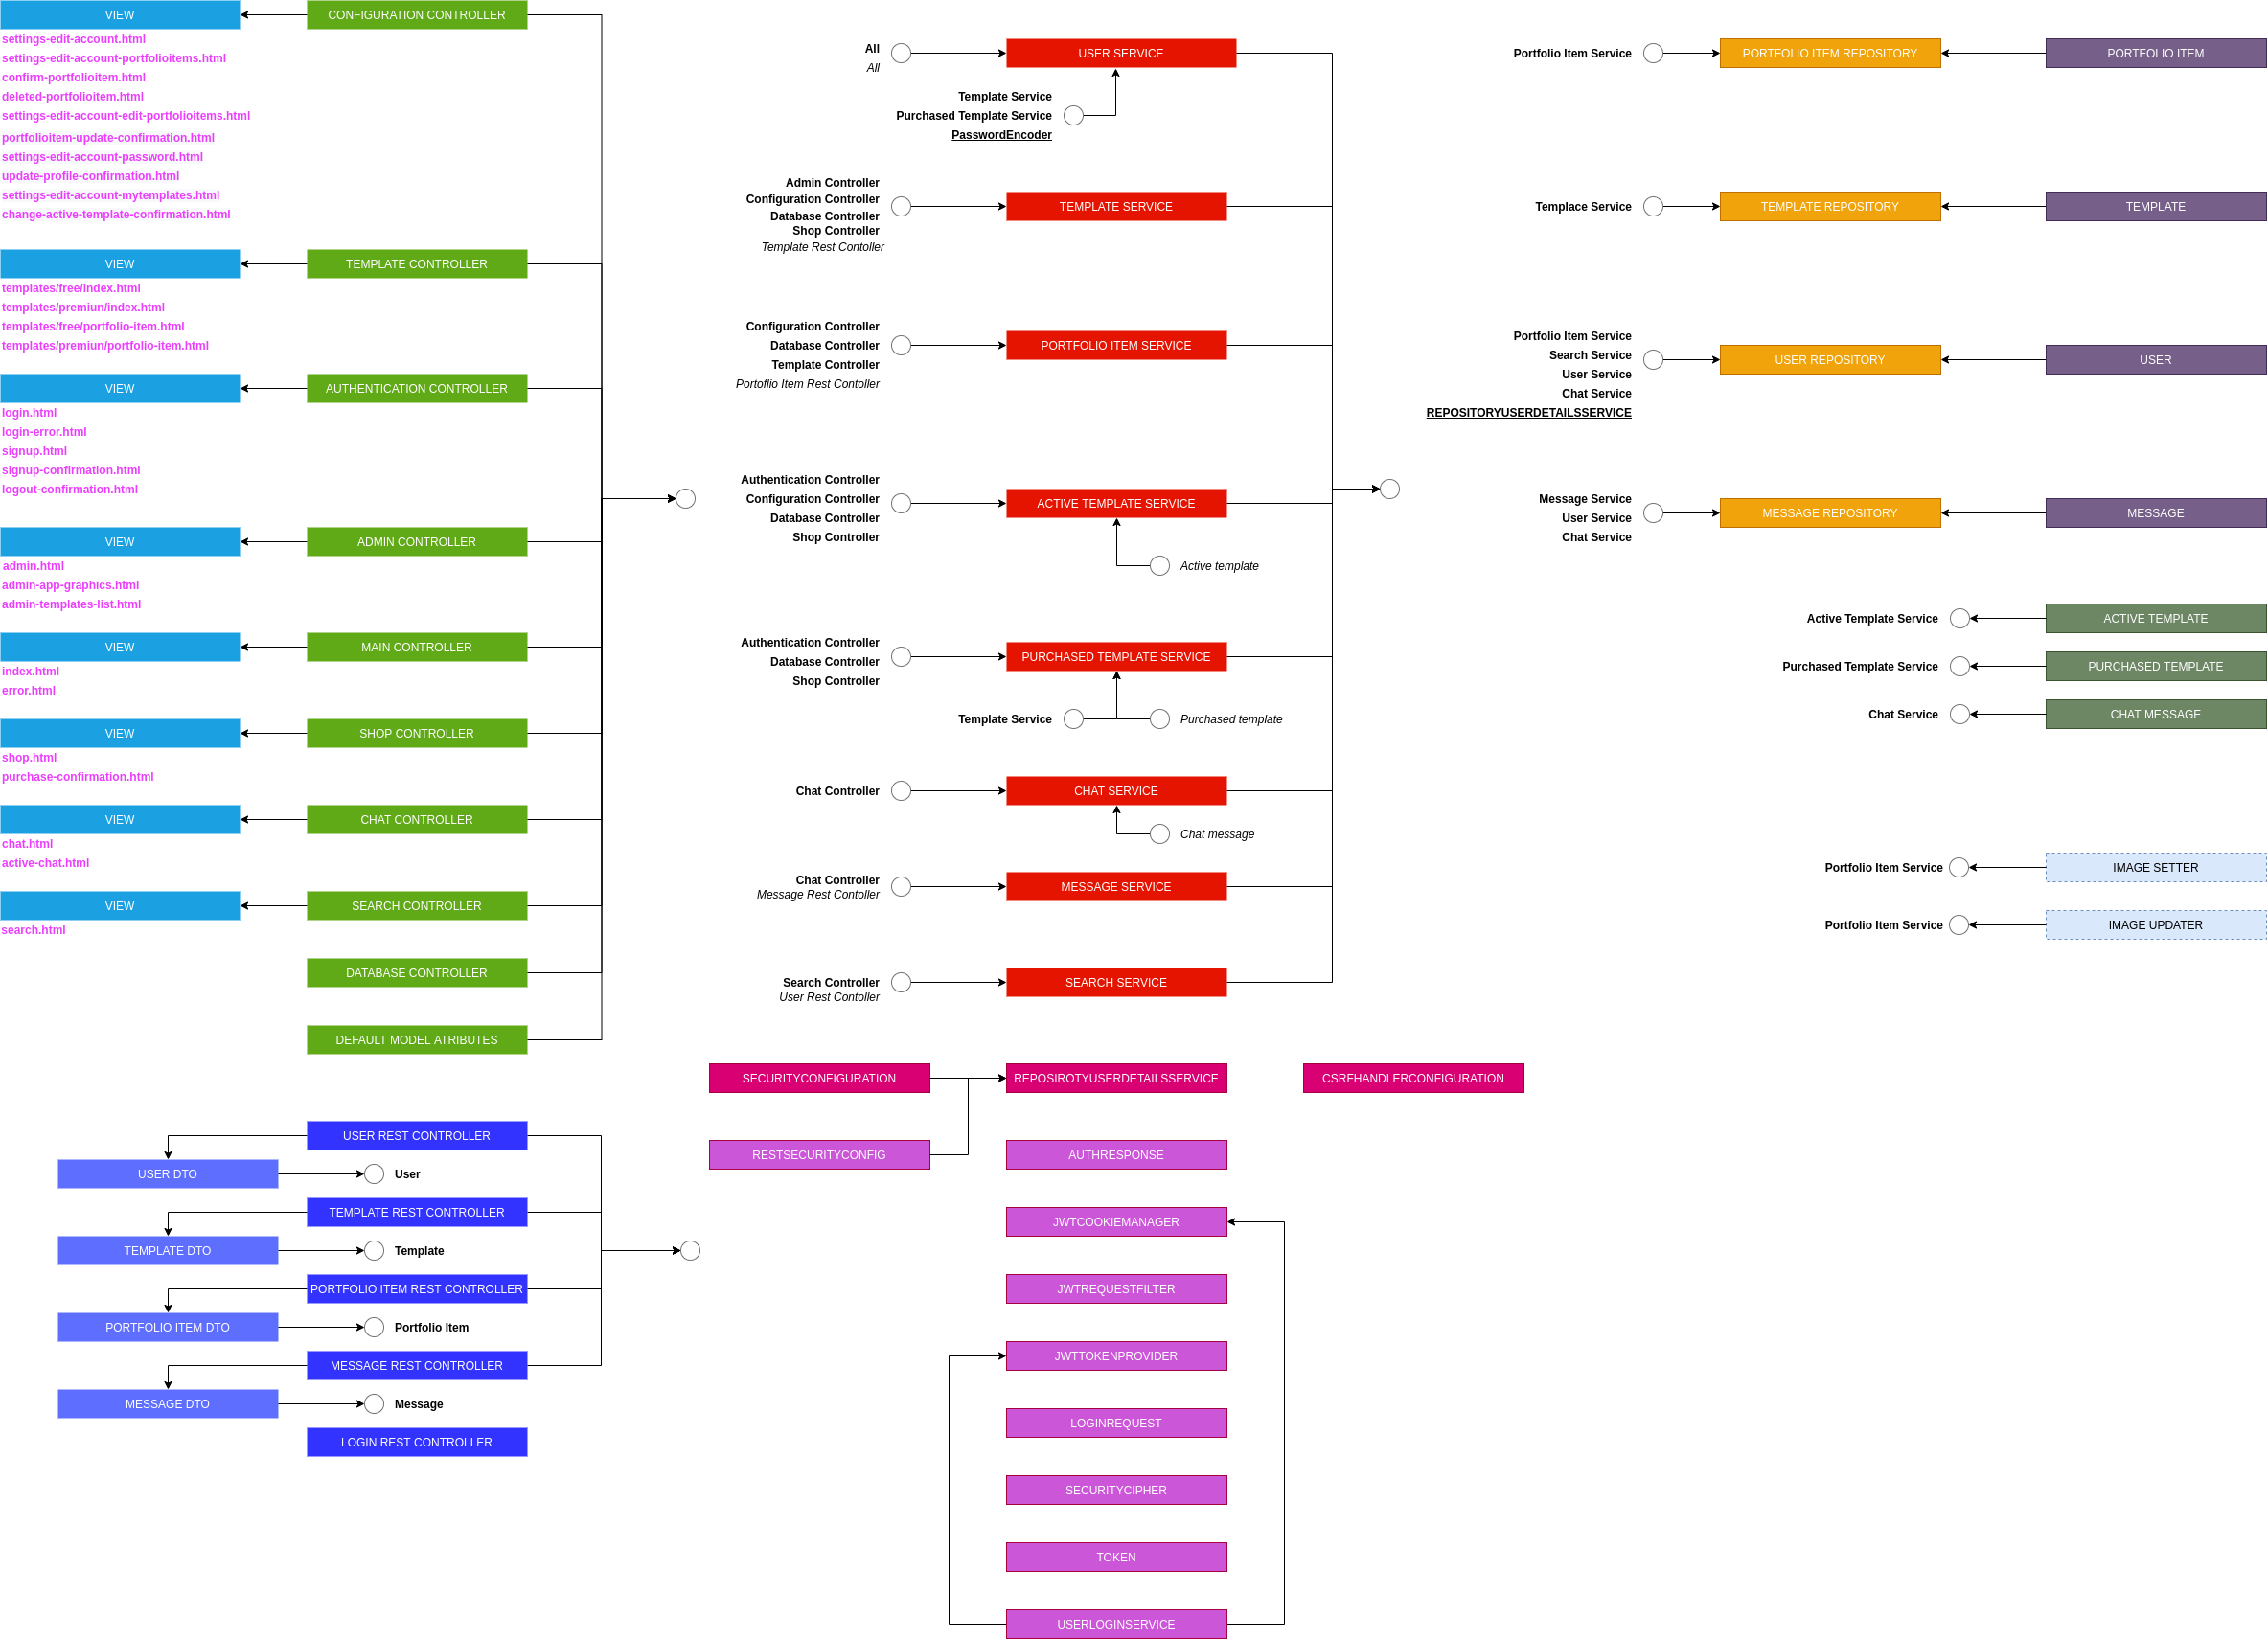 VIEW
CONFIGURATION CONTROLLER
settings-edit-account.html
settings-edit-account-portfolioitems.html
confirm-portfolioitem.html
deleted-portfolioitem.html
settings-edit-account-edit-portfolioitems.html
portfolioitem-update-confirmation.html
settings-edit-account-password.html
update-profile-confirmation.html
settings-edit-account-mytemplates.html
change-active-template-confirmation.html
VIEW
TEMPLATE CONTROLLER
templates/free/index.html
templates/premiun/index.html
templates/free/portfolio-item.html
templates/premiun/portfolio-item.html
VIEW
AUTHENTICATION CONTROLLER
login.html
login-error.html
signup.html
signup-confirmation.html
logout-confirmation.html
VIEW
ADMIN CONTROLLER
admin.html
admin-app-graphics.html
admin-templates-list.html
VIEW
MAIN CONTROLLER
index.html
error.html
VIEW
SHOP CONTROLLER
shop.html
purchase-confirmation.html
VIEW
CHAT CONTROLLER
chat.html
active-chat.html
VIEW
SEARCH CONTROLLER
search.html
DATABASE CONTROLLER
DEFAULT MODEL ATRIBUTES
USER REST CONTROLLER
USER DTO
User
TEMPLATE REST CONTROLLER
TEMPLATE DTO
Template
PORTFOLIO ITEM REST CONTROLLER
PORTFOLIO ITEM DTO
Portfolio Item
MESSAGE REST CONTROLLER
MESSAGE DTO
Message
LOGIN REST CONTROLLER
All
All
USER SERVICE
Template Service
Purchased Template Service
PasswordEncoder
Admin Controller
Configuration Controller
Database Controller
Shop Controller
Template Rest Contoller
TEMPLATE SERVICE
Configuration Controller
Database Controller
Template Controller
Portoflio Item Rest Contoller
PORTFOLIO ITEM SERVICE
Authentication Controller
Configuration Controller
Database Controller
Shop Controller
ACTIVE TEMPLATE SERVICE
Active template
Authentication Controller
Database Controller
Shop Controller
PURCHASED TEMPLATE SERVICE
Template Service
Purchased template
Chat Controller
CHAT SERVICE
Chat message
Chat Controller
Message Rest Controller
MESSAGE SERVICE
Search Controller
User Rest Contoller
SEARCH SERVICE
SECURITYCONFIGURATION
REPOSIROTYUSERDETAILSSERVICE
CSRFHANDLERCONFIGURATION
RESTSECURITYCONFIG
AUTHRESPONSE
JWTCOOKIEMANAGER
JWTREQUESTFILTER
JWTTOKENPROVIDER
LOGINREQUEST
SECURITYCIPHER
TOKEN
USERLOGINSERVICE
Portfolio Item Service
PORTFOLIO ITEM REPOSITORY
PORTFOLIO ITEM
Templace Service
TEMPLATE REPOSITORY
TEMPLATE
Portfolio Item Service
Search Service
User Service
Chat Service
REPOSITORYUSERDETAILSSERVICE
USER REPOSITORY
USER
Message Service
User Service
Chat Service
MESSAGE REPOSITORY
MESSAGE
Active Template Service
ACTIVE TEMPLATE
Purchased Template Service
PURCHASED TEMPLATE
Chat Service
CHAT MESSAGE
Portfolio Item Service
IMAGE SETTER
Portfolio Item Service
IMAGE UPDATER